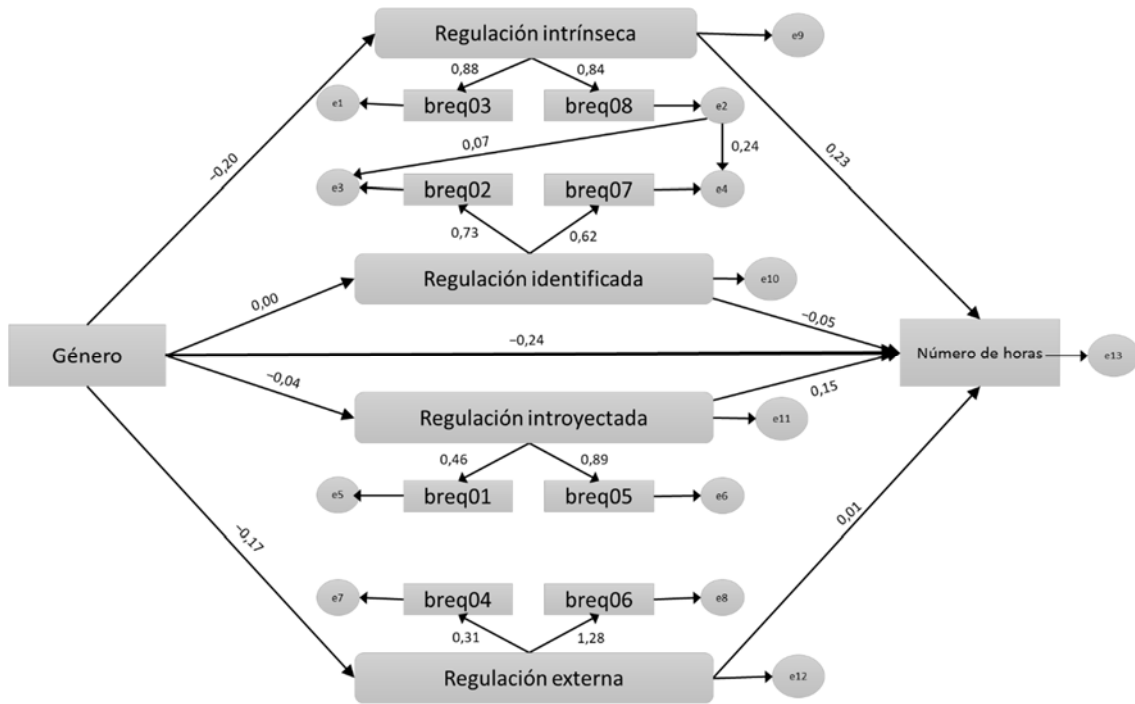 Regulación intrínseca
e9
0,88
0,84
e1
breq03
breq08
e2
−0,20
0,07
0,24
0,23
e3
breq02
breq07
e4
0,73
0,62
Regulación identificada
e10
0,00
−0,05
Género
−0,24
Número de horas
e13
−0,04
0,15
Regulación introyectada
e11
0,46
0,89
e5
breq01
breq05
e6
−0,17
0,01
e7
breq04
breq06
e8
0,31
1,28
Regulación externa
e12